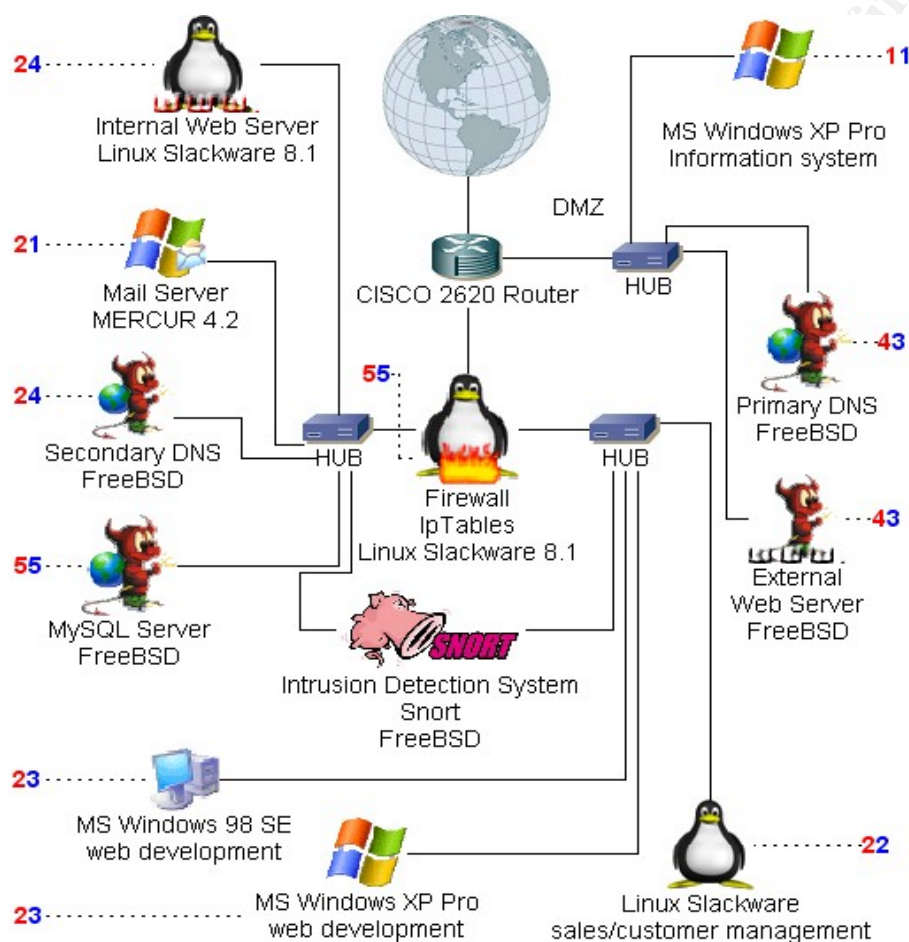 24
Internal Web Server
Linux Slackware 8.1
11
MS Windows XP Pro
Information system
DMZ
21
Mail Server
MERCUR 4.2
CISCO 2620 Router
HUB
43
Primary DNS
FreeBSD
24
Secondary DNS
FreeBSD
55
HUB
HUB
Firewall
IpTables
Linux Slackware 8.1
43
External
Web Server
FreeBSD
55
MySQL Server
FreeBSD
SNORT
Intrusion Detection System
Snort
FreeBSD
23
MS Windows 98 SE
web development
22
Linux Slackware
sales/customer management
23
MS Windows XP Pro
web development